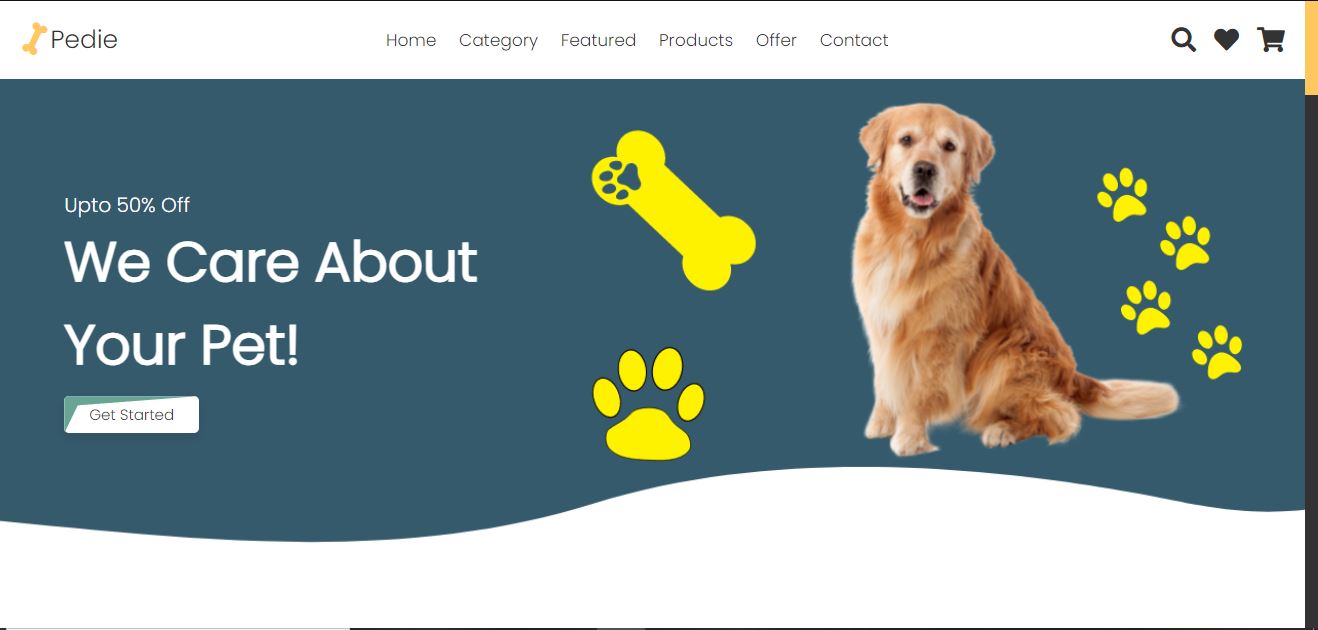 Pedie
Home Category Featured Products Offer Contact
Upto 50% Off
We Care About
Your Pet!
Get Started